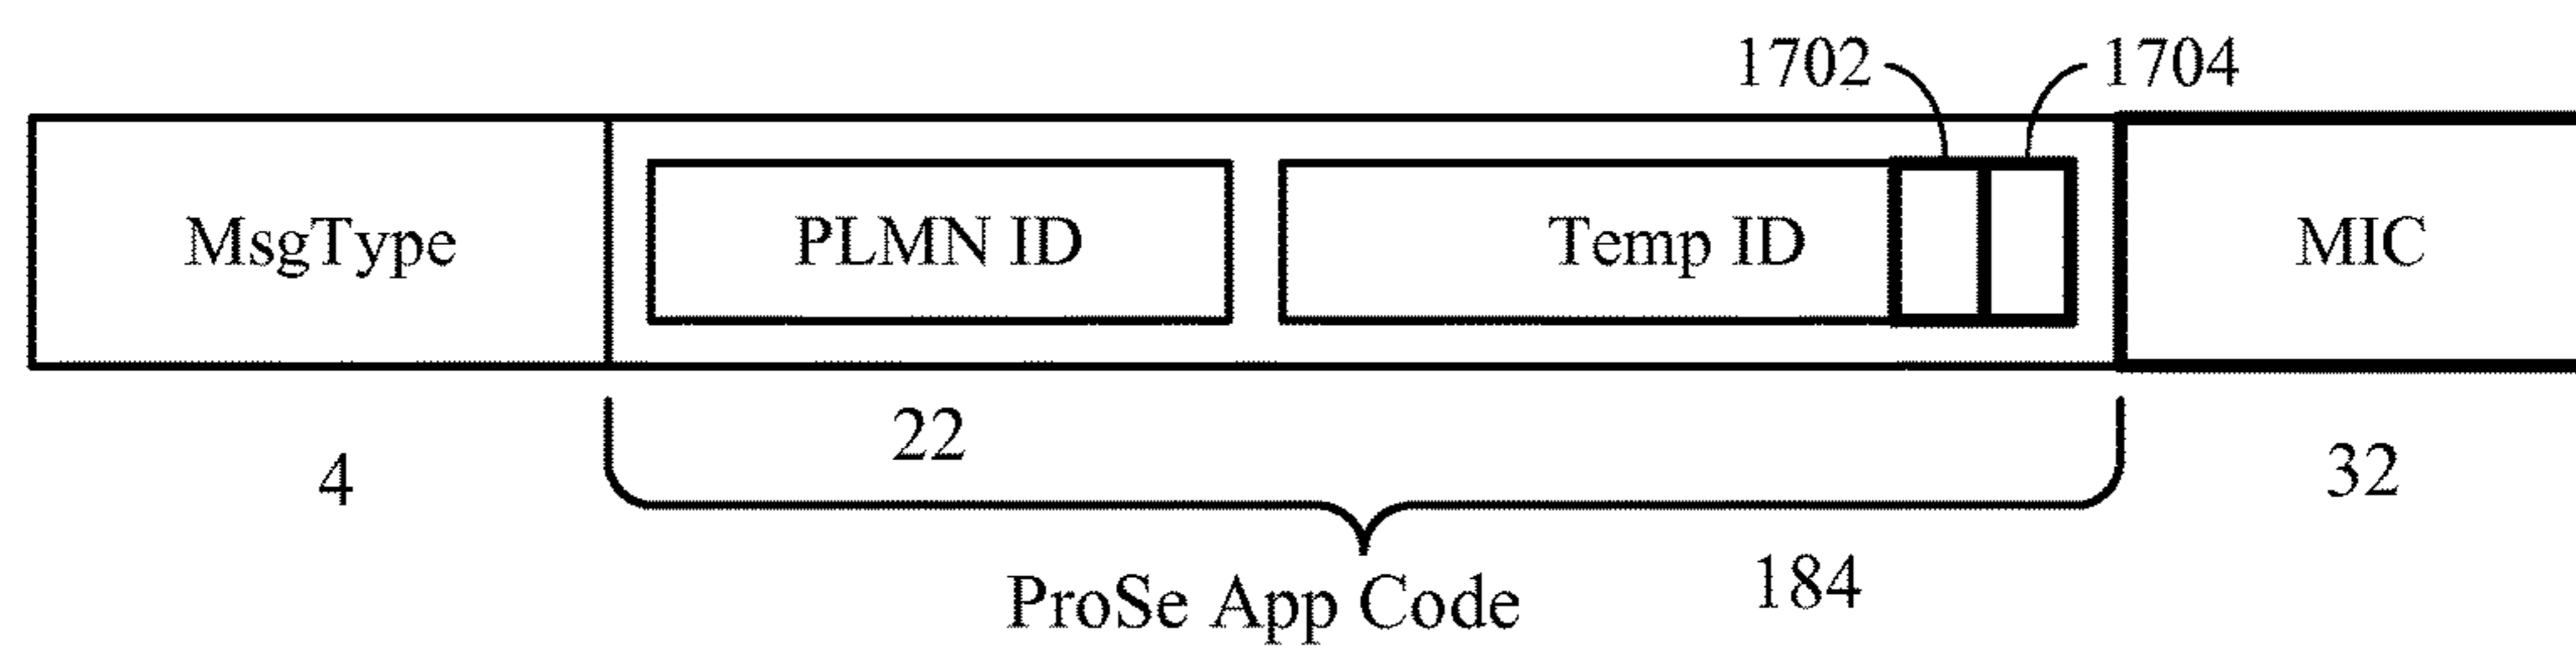 1702 1704
MsgType PLMN ID Temp ID MIC
22
4 32
184
ProSe App Code